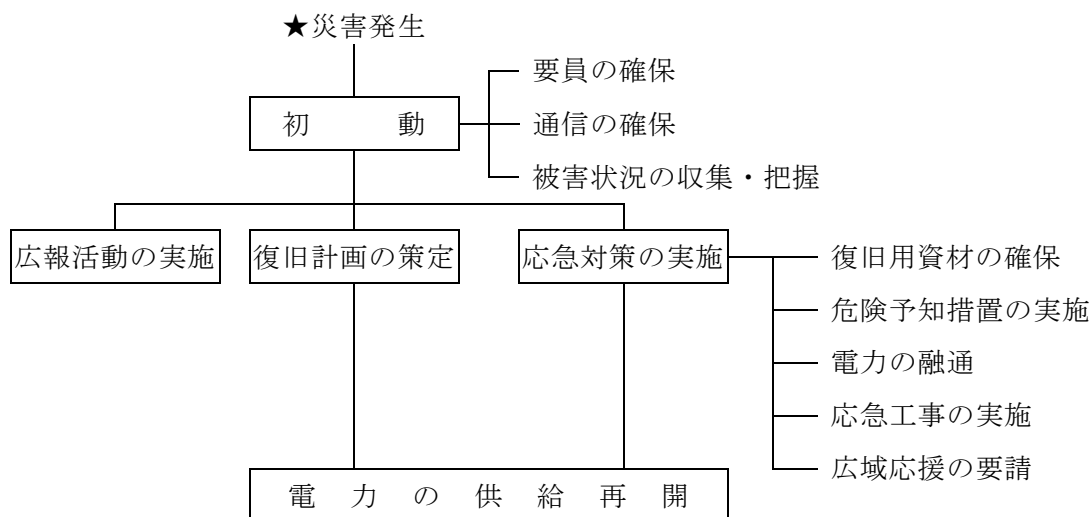 ★災害発生
要員の確保
初動
通信の確保
被害状況の収集・把握
広報活動の実施
復旧計画の策定
応急対策の実施
復旧用資材の確保
危険予知措置の実施
電力の融通
応急工事の実施
広域応援の要請
電力の供給再開